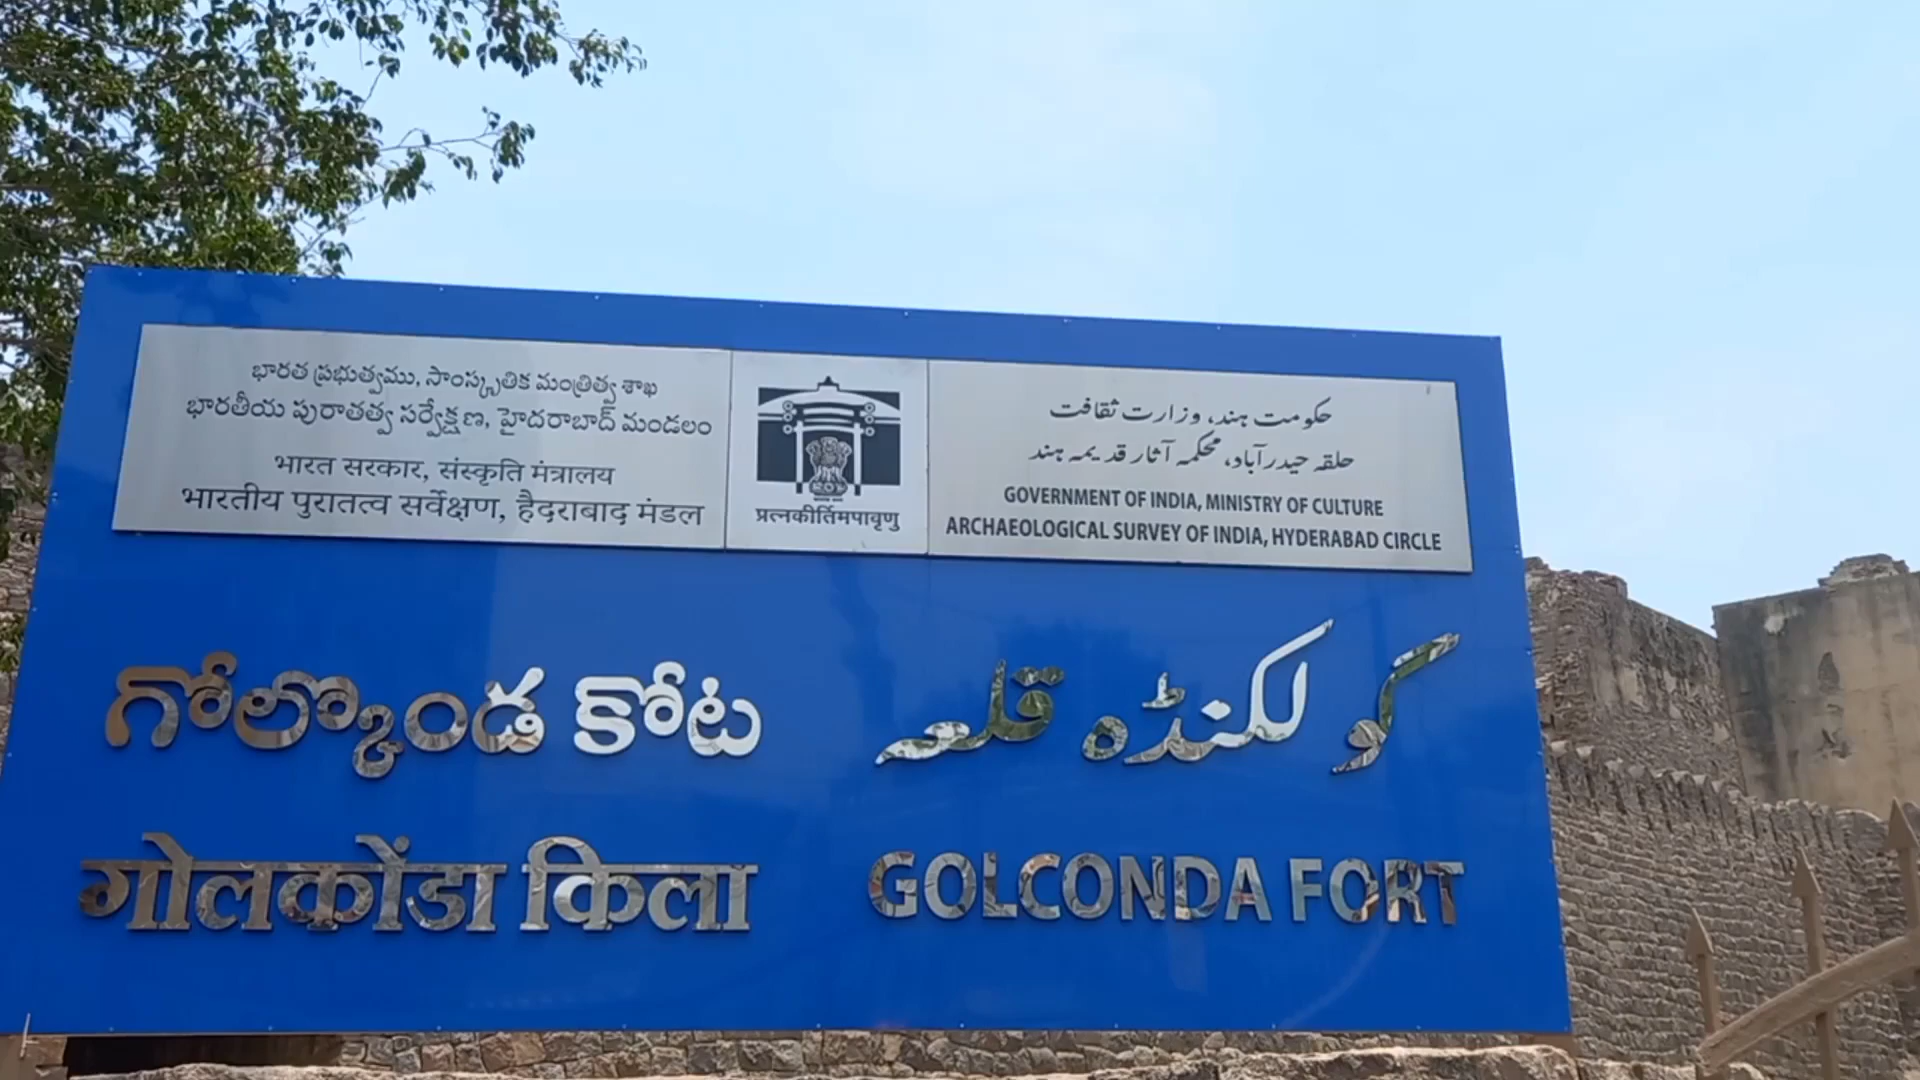 భారత ప్రభుత్వము, సాంస్కృతిక మంత్రిత్వ శాఖ
భారతీయ పురాతత్వ సర్వేక్షణ, హైదరాబాద్ మండలం
भारत सरकार, संस्कृति मंत्रालय
भारतीय पुरातत्व सर्वेक्षण, हैदराबाद मंडल
प्रत्नकीर्तिमपावृणु
حکومت ہند، وزارت ثقافت
حلقہ حیدرآباد، محکمہ آثار قدیمہ ہند
GOVERNMENT OF INDIA, MINISTRY OF CULTURE
ARCHAEOLOGICAL SURVEY OF INDIA, HYDERABAD CIRCLE
గోల్కొండ కోట
گولکنڈہ قلعہ
गोलकोंडा किला
GOLCONDA FORT